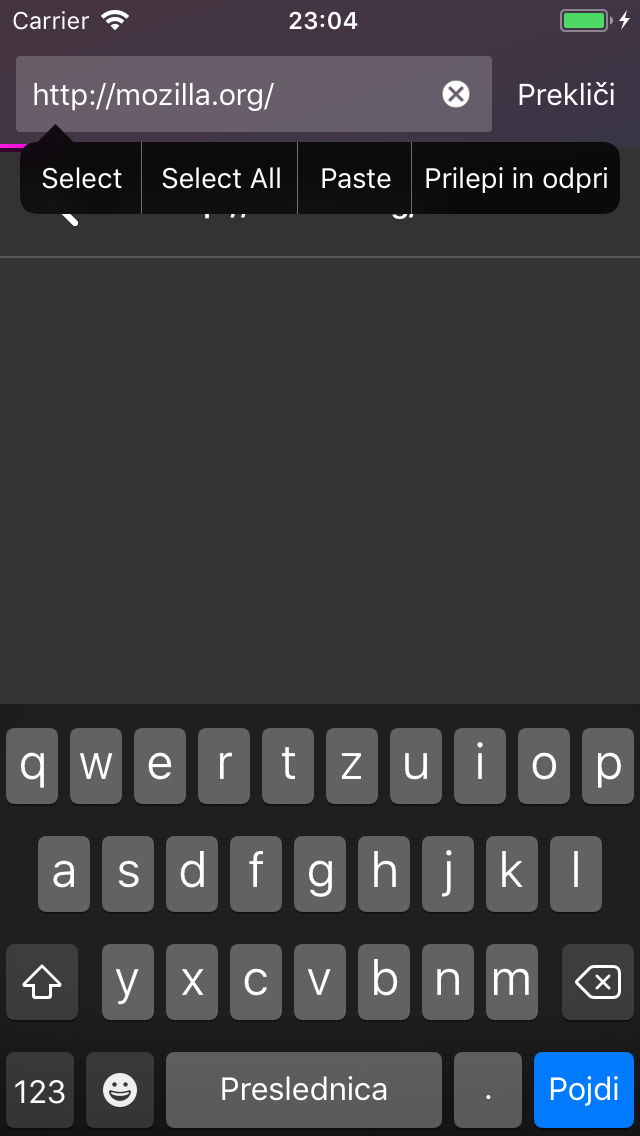 Carrier 23:04
http://mozilla.org/ Prekliči
Select Select All Paste Prilepi in odpri
q w e r t z u i o p
a s d f g h j k l
y x c v b n m
123 Preslednica . Pojdi